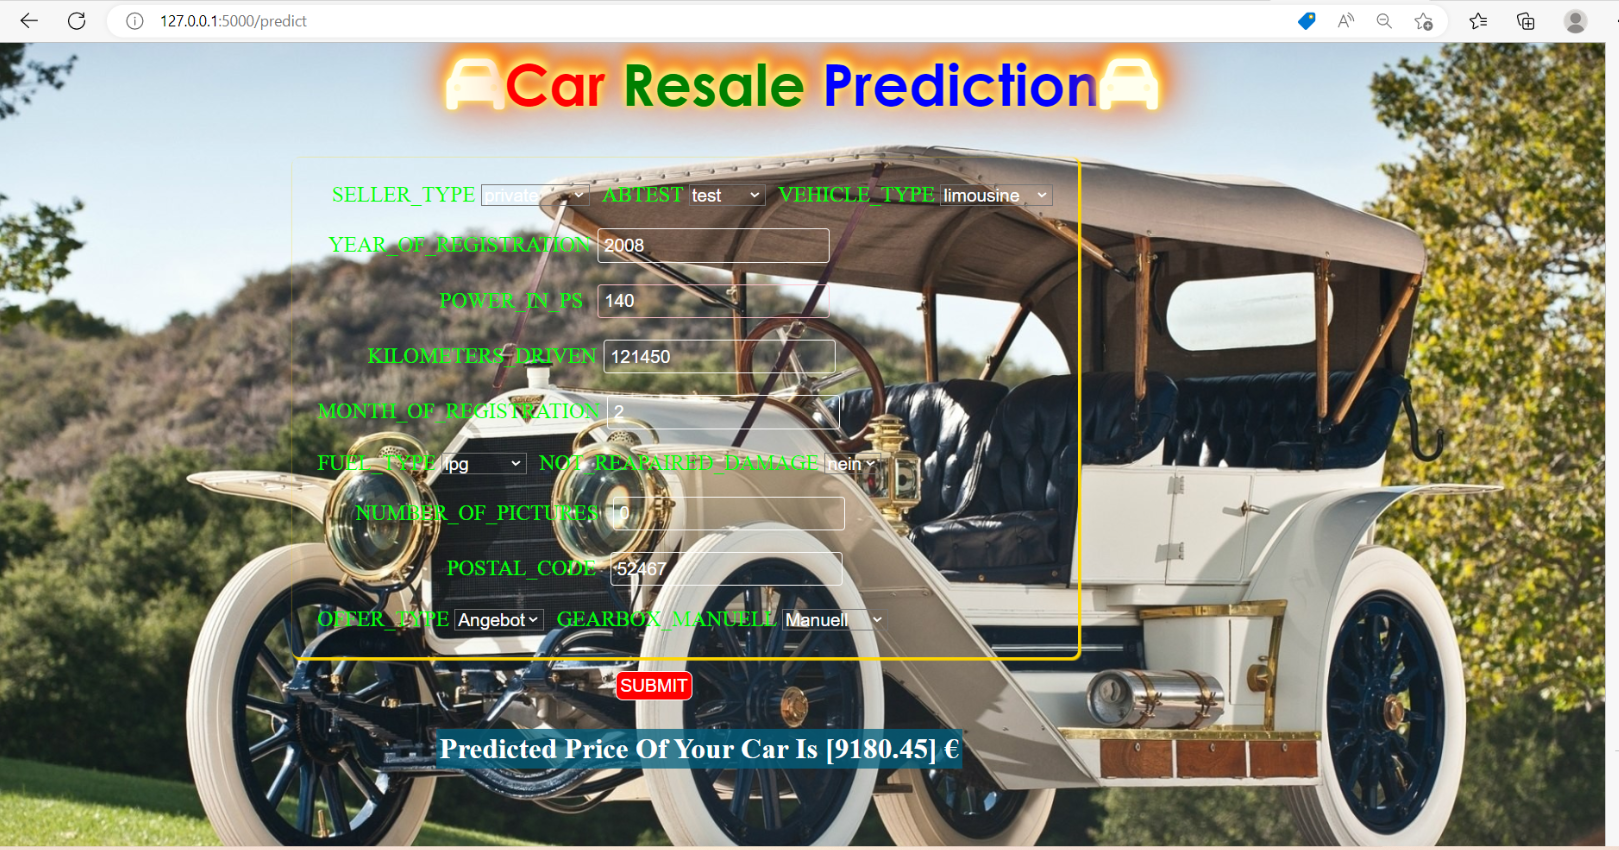 127.0.0.1:5000/predict
Car Resale Prediction
SELLER_TYPE private ABTEST test VEHICLE_TYPE limousine
YEAR_OF_REGISTRATION 2008
POWER_IN_PS 140
KILOMETERS_DRIVEN 121450
MONTH_OF_REGISTRATION 2
FUEL_TYPE lpg NOT_REAPAIRED_DAMAGE nein
NUMBER_OF_PICTURES 0
POSTAL_CODE 52467
OFFER_TYPE Angebot GEARBOX_MANUELL Manuell
SUBMIT
Predicted Price Of Your Car Is [9180.45] €